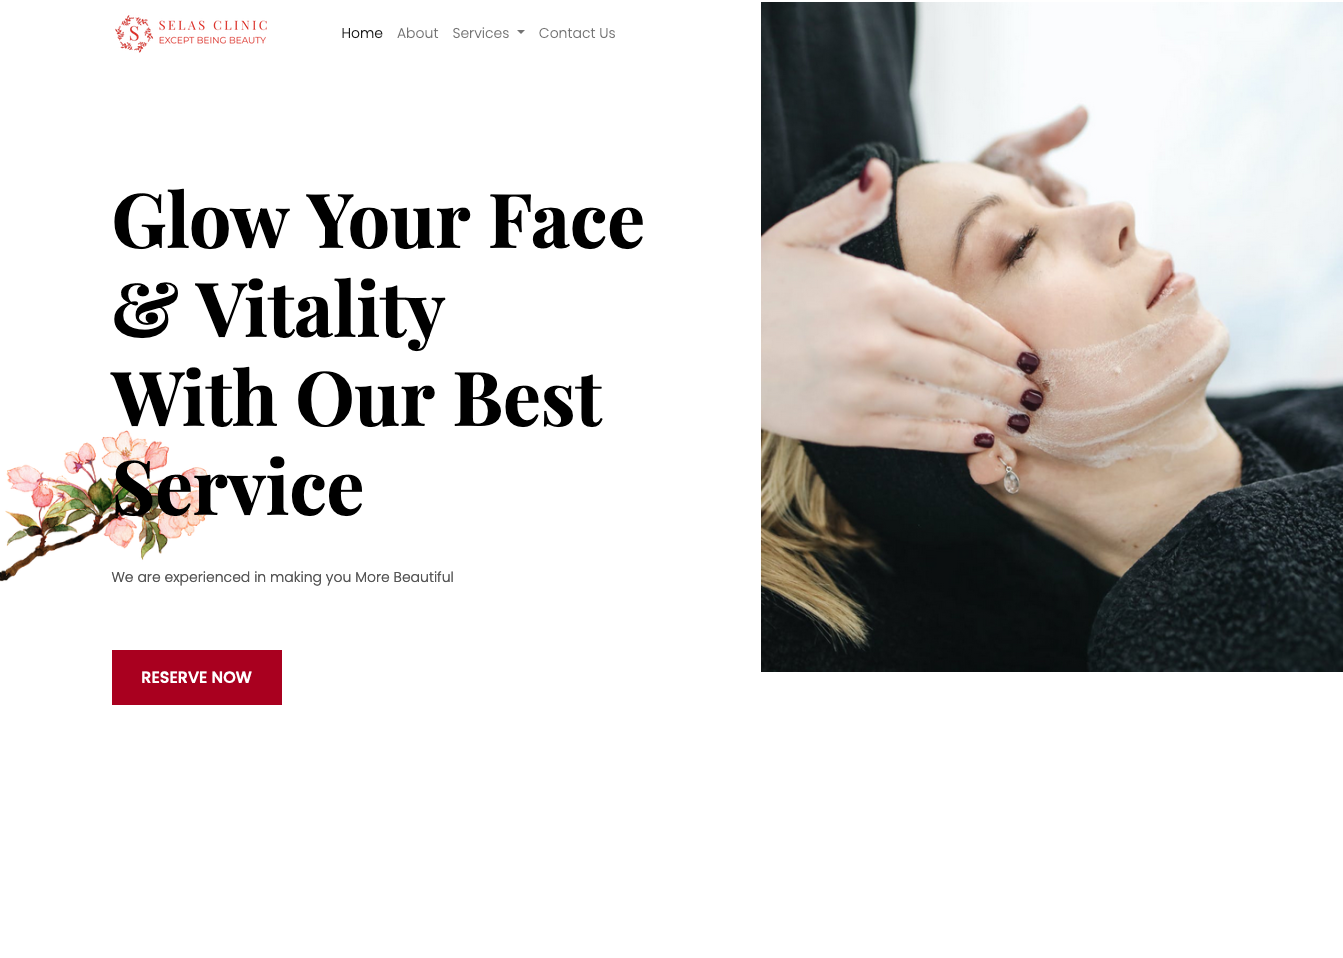 S
SELAS CLINIC
EXCEPT BEING BEAUTY
Home About Services Contact Us
Glow Your Face
& Vitality
With Our Best
Service
We are experienced in making you More Beautiful
RESERVE NOW